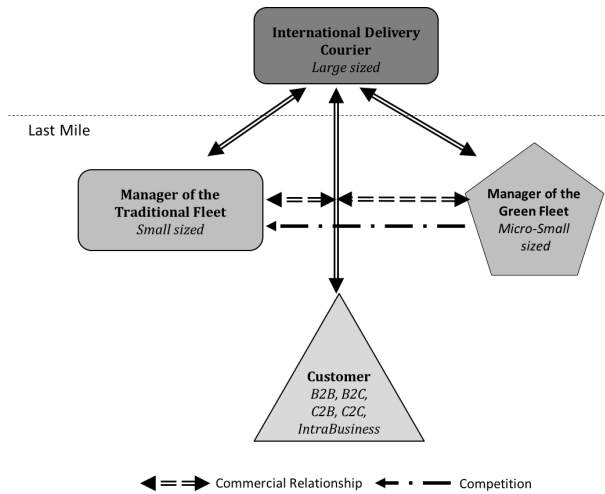 International Delivery
Courier
Large sized
Last Mile
Manager of the
Traditional Fleet
Small sized
Manager of the
Green Fleet
Micro-Small
sized
Customer
B2B, B2C,
C2B, C2C,
IntraBusiness
Commercial Relationship
Competition